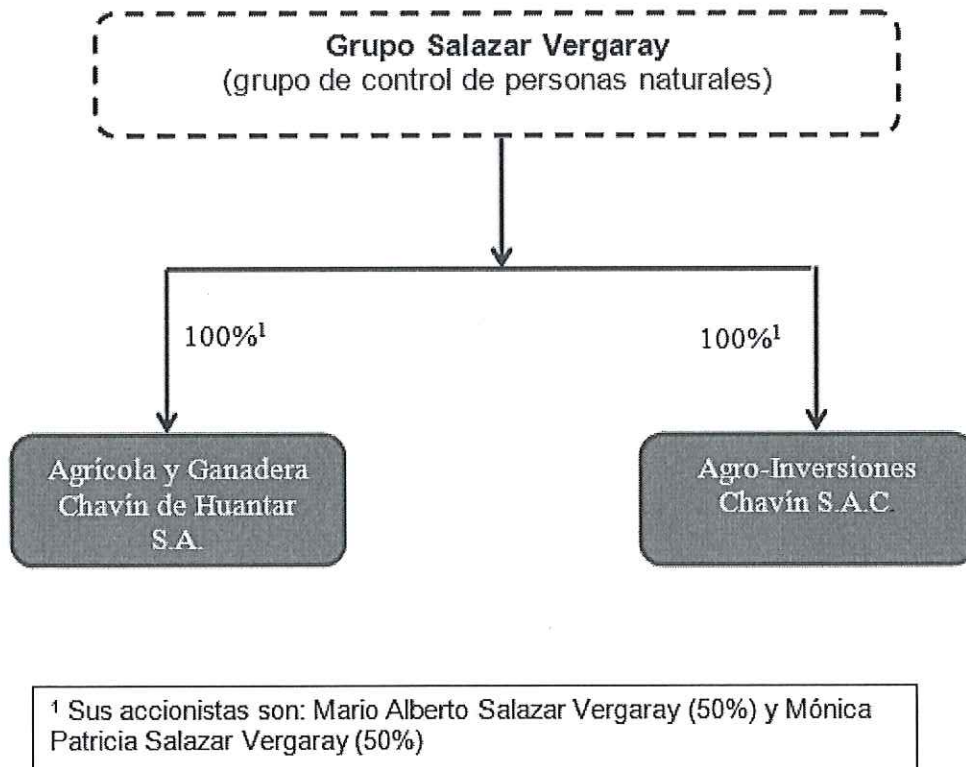 Grupo Salazar Vergaray
(grupo de control de personas naturales)
100%¹
100%¹
Agrícola y Ganadera
Chavín de Huantar
S.A.
Agro-Inversiones
Chavín S.A.C.
¹ Sus accionistas son: Mario Alberto Salazar Vergaray (50%) y Mónica
Patricia Salazar Vergaray (50%)